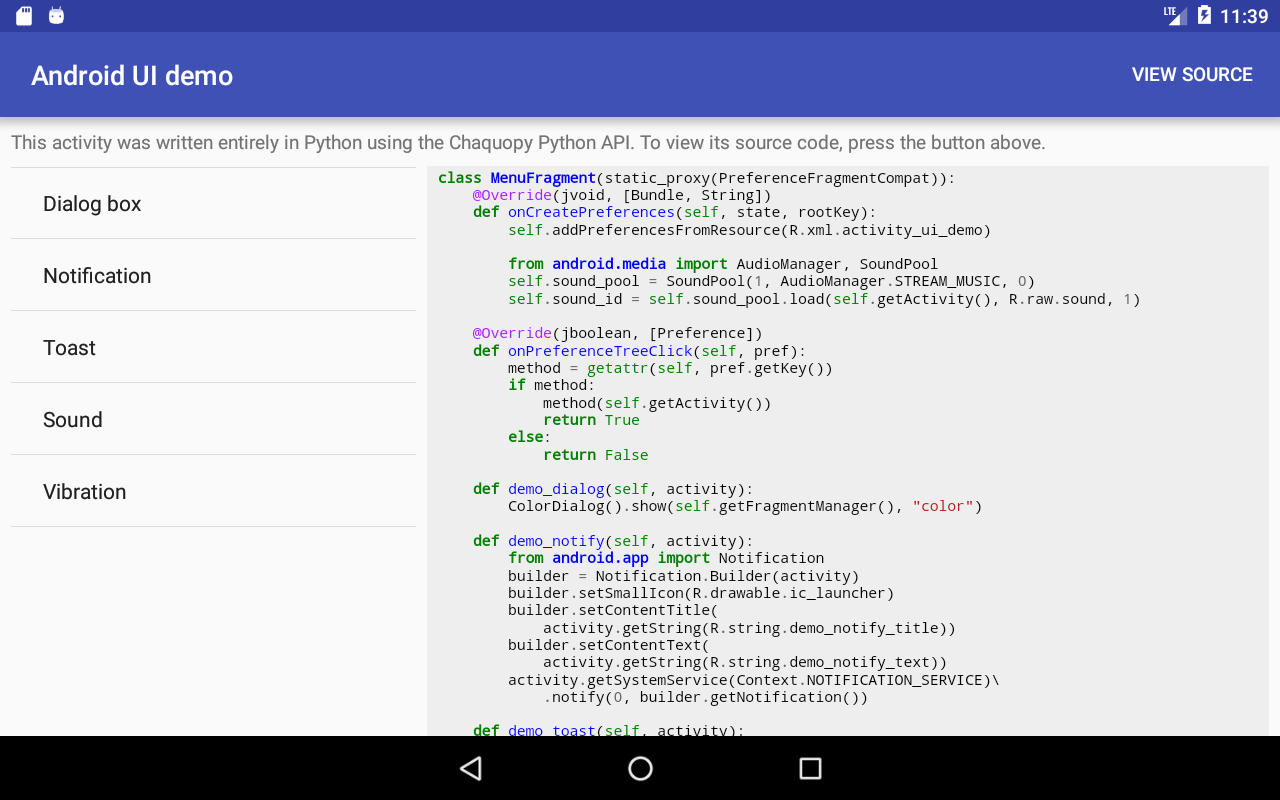 LTE 11:39
Android UI demo
VIEW SOURCE
This activity was written entirely in Python using the Chaquopy Python API. To view its source code, press the button above.
Dialog box
Notification
Toast
Sound
Vibration
class MenuFragment(static_proxy(PreferenceFragmentCompat)):
    @Override(jvoid, [Bundle, String])
    def onCreatePreferences(self, state, rootKey):
        self.addPreferencesFromResource(R.xml.activity_ui_demo)

        from android.media import AudioManager, SoundPool
        self.sound_pool = SoundPool(1, AudioManager.STREAM_MUSIC, 0)
        self.sound_id = self.sound_pool.load(self.getActivity(), R.raw.sound, 1)

    @Override(jboolean, [Preference])
    def onPreferenceTreeClick(self, pref):
        method = getattr(self, pref.getKey())
        if method:
            method(self.getActivity())
            return True
        else:
            return False

    def demo_dialog(self, activity):
        ColorDialog().show(self.getFragmentManager(), "color")

    def demo_notify(self, activity):
        from android.app import Notification
        builder = Notification.Builder(activity)
        builder.setSmallIcon(R.drawable.ic_launcher)
        builder.setContentTitle(
            activity.getString(R.string.demo_notify_title))
        builder.setContentText(
            activity.getString(R.string.demo_notify_text))
        activity.getSystemService(Context.NOTIFICATION_SERVICE)\
            .notify(0, builder.getNotification())

    def demo_toast(self, activity):